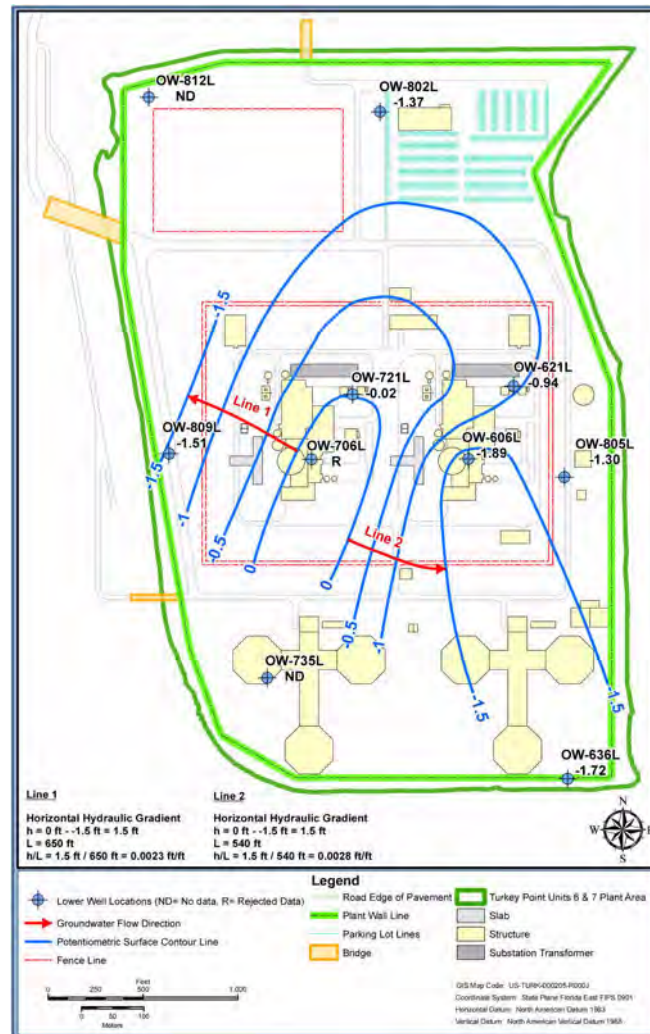 OW-812L
ND
OW-802L
-1.37
-1.5
OW-721L
-0.02
OW-621L
-0.94
Line 1
OW-809L
-1.51
OW-706L
R
OW-606L
-1.89
OW-805L
-1.30
-1.5
-1
-0.5
0
Line 2
0
-0.5
-1
OW-735L
ND
-1.5
-1.5
OW-636L
-1.72
Line 1
Horizontal Hydraulic Gradient
h = 0 ft - -1.5 ft = 1.5 ft
L = 650 ft
h/L = 1.5 ft / 650 ft = 0.0023 ft/ft
Line 2
Horizontal Hydraulic Gradient
h = 0 ft - -1.5 ft = 1.5 ft
L = 540 ft
h/L = 1.5 ft / 540 ft = 0.0028 ft/ft
N
W
E
S
Legend
Lower Well Locations (ND= No data, R= Rejected Data)
Groundwater Flow Direction
Potentiometric Surface Contour Line
Fence Line
Road Edge of Pavement
Plant Wall Line
Parking Lot Lines
Bridge
Turkey Point Units 6 & 7 Plant Area
Slab
Structure
Substation Transformer
Feet
0 250 500 1,000
0 50 100
Meters
GIS Map Code:
Coordinate System: State Plane Florida East FIPS 0901
Horizontal Datum: North American Datum 1983
Vertical Datum: North American Vertical Datum 1988